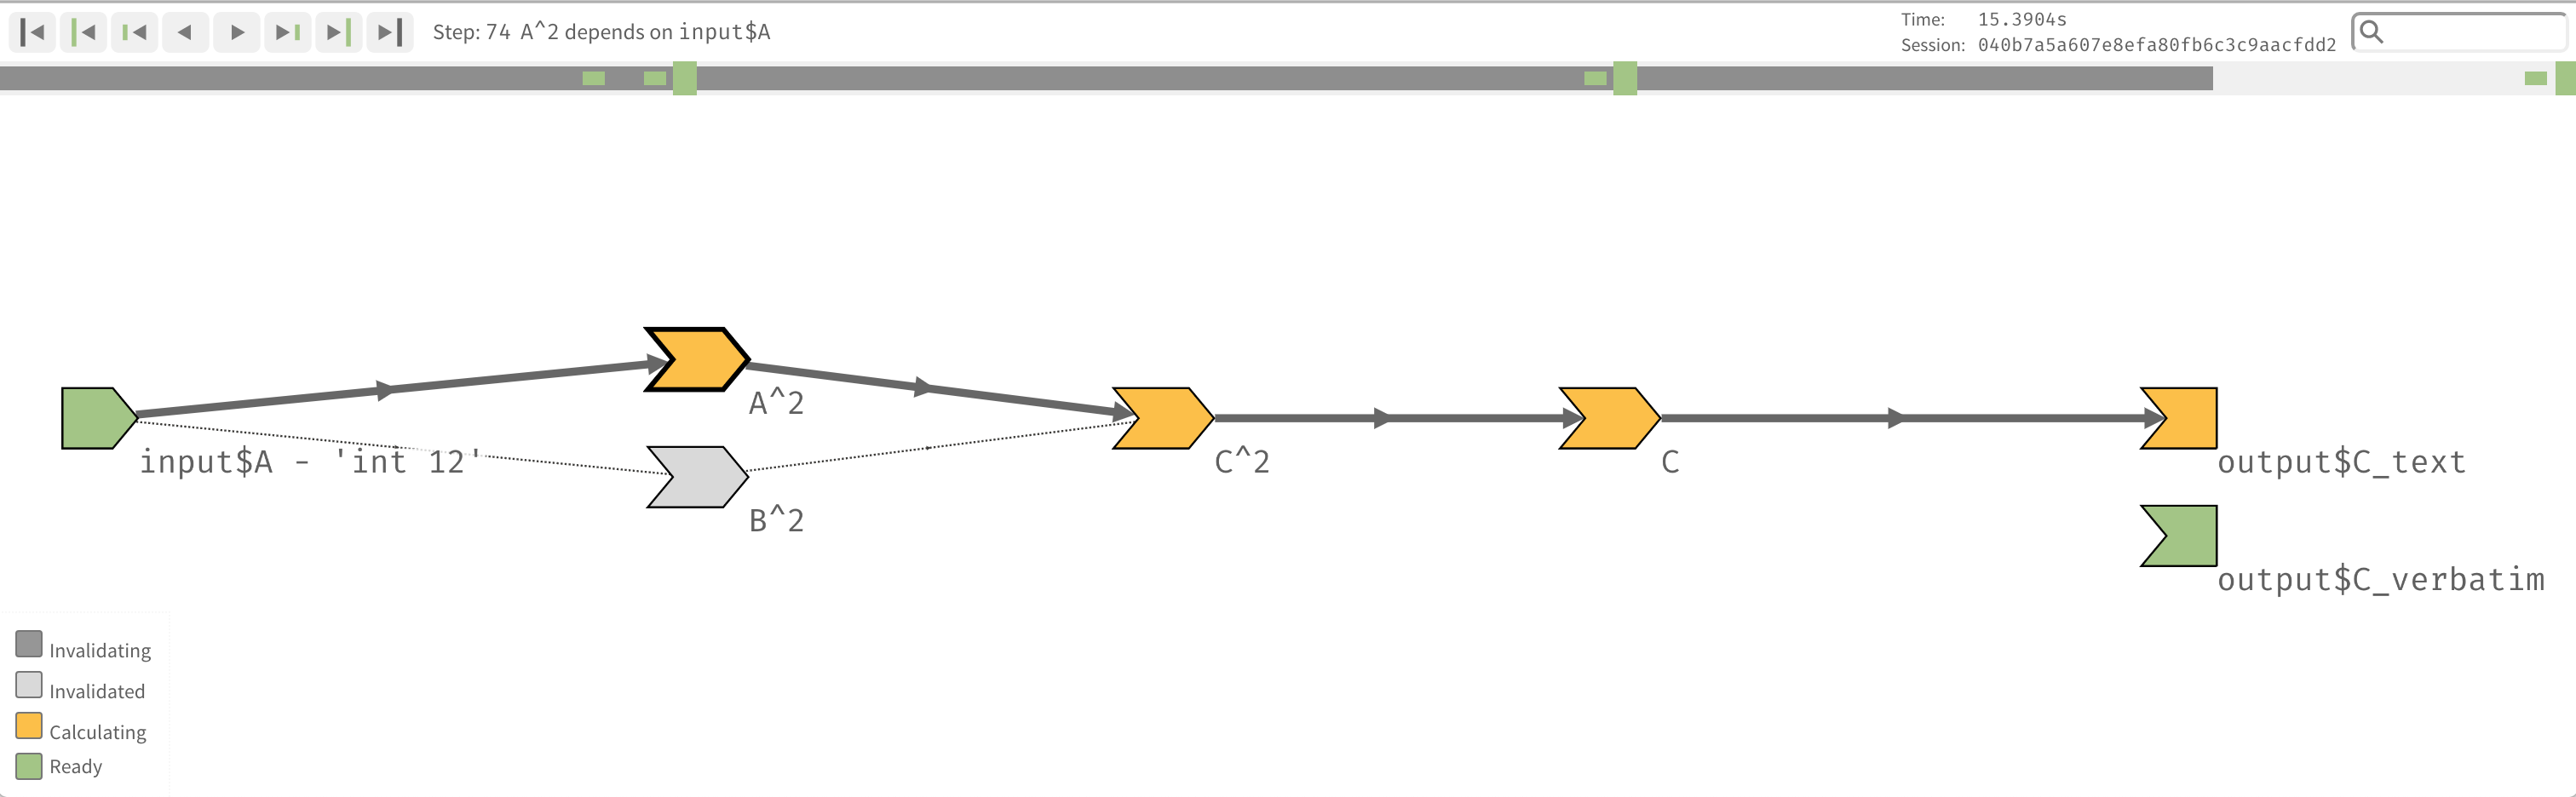 Step: 74 A^2 depends on input$A
Time: 15.3904s
Session: 040b7a5a607e8efa80fb6c3c9aacfdd2
A^2
input$A - 'int 12'
C^2
C
output$C_text
B^2
output$C_verbatim
Invalidating
Invalidated
Calculating
Ready